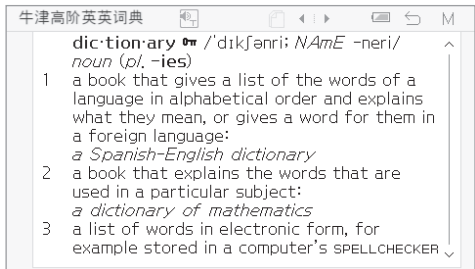 牛津高阶英英词典 M
dic·tion·ary /ˈdɪkʃənri; NAmE -neri/
noun (pl. -ies)
1 a book that gives a list of the words of a
language in alphabetical order and explains
what they mean, or gives a word for them in
a foreign language:
a Spanish-English dictionary
2 a book that explains the words that are
used in a particular subject:
a dictionary of mathematics
3 a list of words in electronic form, for
example stored in a computer's SPELLCHECKER